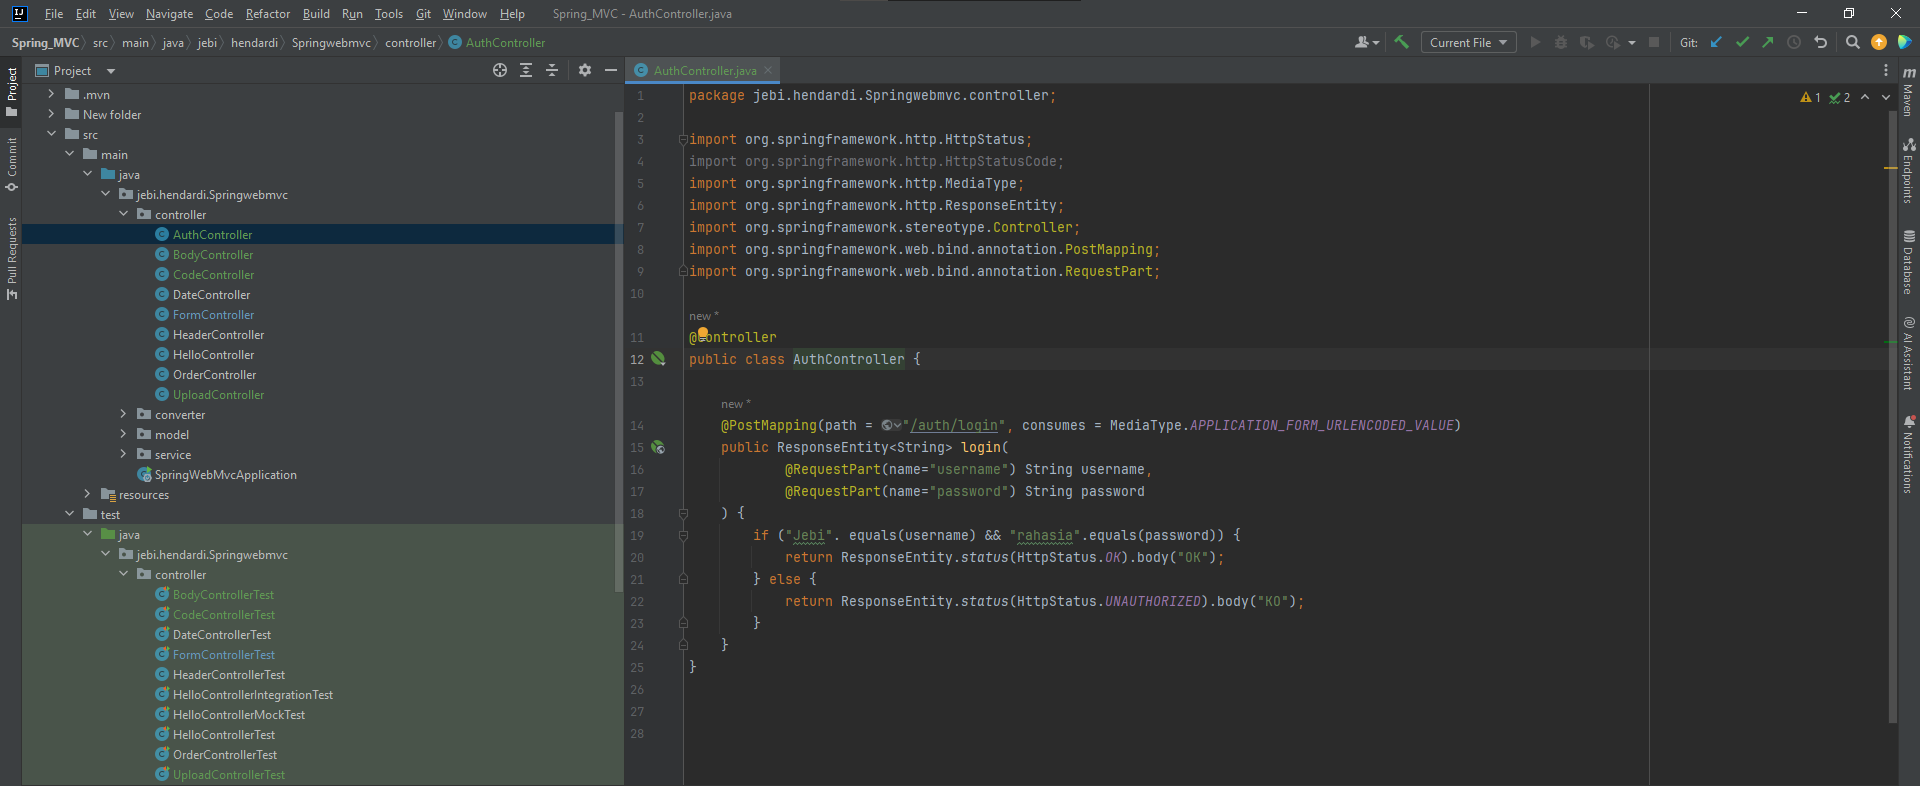 File Edit View Navigate Code Refactor Build Run Tools Git Window Help Spring_MVC - AuthController.java
Spring_MVC src main java jebi hendardi Springwebmvc controller AuthController Current File Git:
Project
AuthController.java
.mvn
New folder
src
main
java
jebi.hendardi.Springwebmvc
controller
AuthController
BodyController
CodeController
DateController
FormController
HeaderController
HelloController
OrderController
UploadController
converter
model
service
SpringWebMvcApplication
resources
test
java
jebi.hendardi.Springwebmvc
controller
BodyControllerTest
CodeControllerTest
DateControllerTest
FormControllerTest
HeaderControllerTest
HelloControllerIntegrationTest
HelloControllerMockTest
HelloControllerTest
OrderControllerTest
UploadControllerTest
Project
Commit
Pull Requests
1 package jebi.hendardi.Springwebmvc.controller;
2
3 import org.springframework.http.HttpStatus;
4 import org.springframework.http.HttpStatusCode;
5 import org.springframework.http.MediaType;
6 import org.springframework.http.ResponseEntity;
7 import org.springframework.stereotype.Controller;
8 import org.springframework.web.bind.annotation.PostMapping;
9 import org.springframework.web.bind.annotation.RequestPart;
10
new *
11 @Controller
12 public class AuthController {
13
new *
14 @PostMapping(path = "/auth/login", consumes = MediaType.APPLICATION_FORM_URLENCODED_VALUE)
15 public ResponseEntity<String> login(
16 @RequestPart(name="username") String username,
17 @RequestPart(name="password") String password
18 ) {
19 if ("Jebi". equals(username) && "rahasia".equals(password)) {
20 return ResponseEntity.status(HttpStatus.OK).body("OK");
21 } else {
22 return ResponseEntity.status(HttpStatus.UNAUTHORIZED).body("KO");
23 }
24 }
25 }
26
27
28
1 2
m Maven
Endpoints
Database
AI Assistant
Notifications